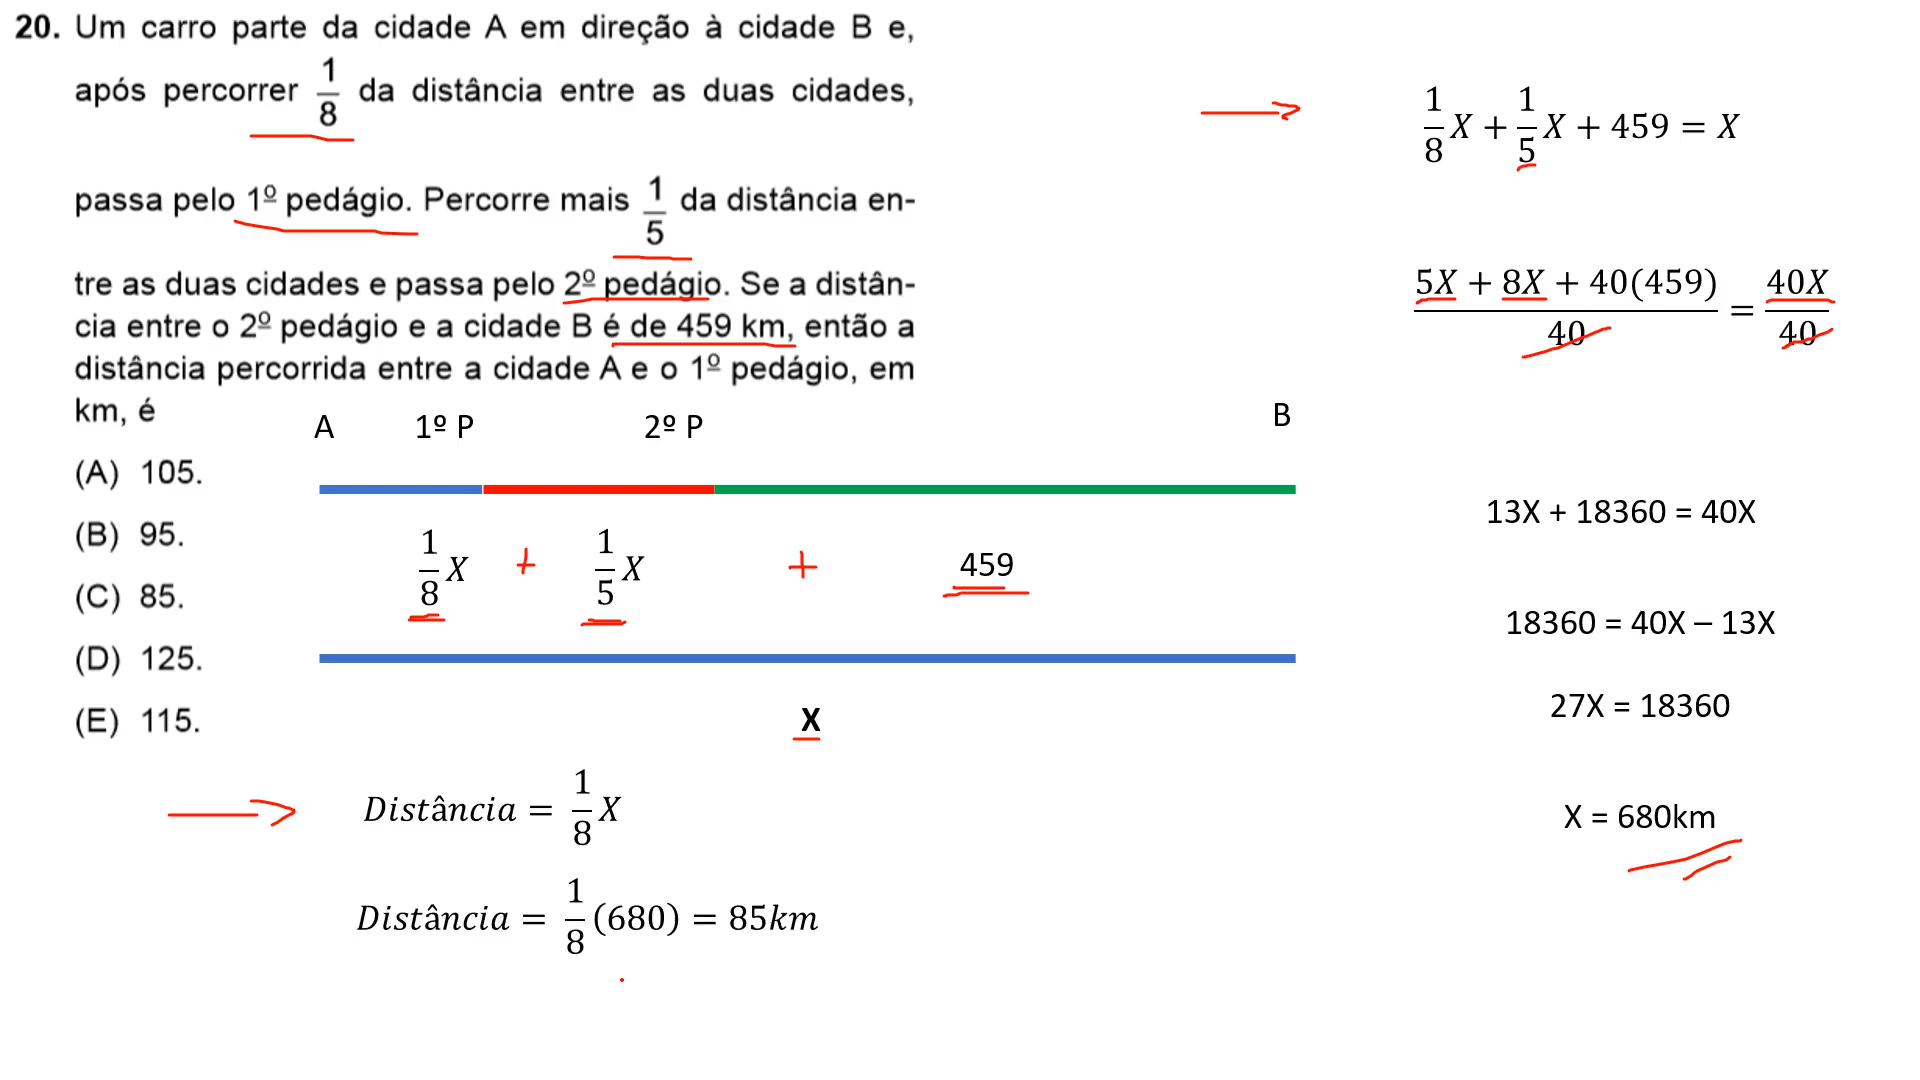 20. Um carro parte da cidade A em direção à cidade B e,
após percorrer 1/8 da distância entre as duas cidades,
passa pelo 1º pedágio. Percorre mais 1/5 da distância en-
tre as duas cidades e passa pelo 2º pedágio. Se a distân-
cia entre o 2º pedágio e a cidade B é de 459 km, então a
distância percorrida entre a cidade A e o 1º pedágio, em
km, é
(A) 105.
(B) 95.
(C) 85.
(D) 125.
(E) 115.
A 1º P 2º P B
1/8 X + 1/5 X + 459
X
Distância = 1/8 X
Distância = 1/8 (680) = 85km
1/8 X + 1/5 X + 459 = X
5X + 8X + 40(459) / 40 = 40X / 40
13X + 18360 = 40X
18360 = 40X – 13X
27X = 18360
X = 680km